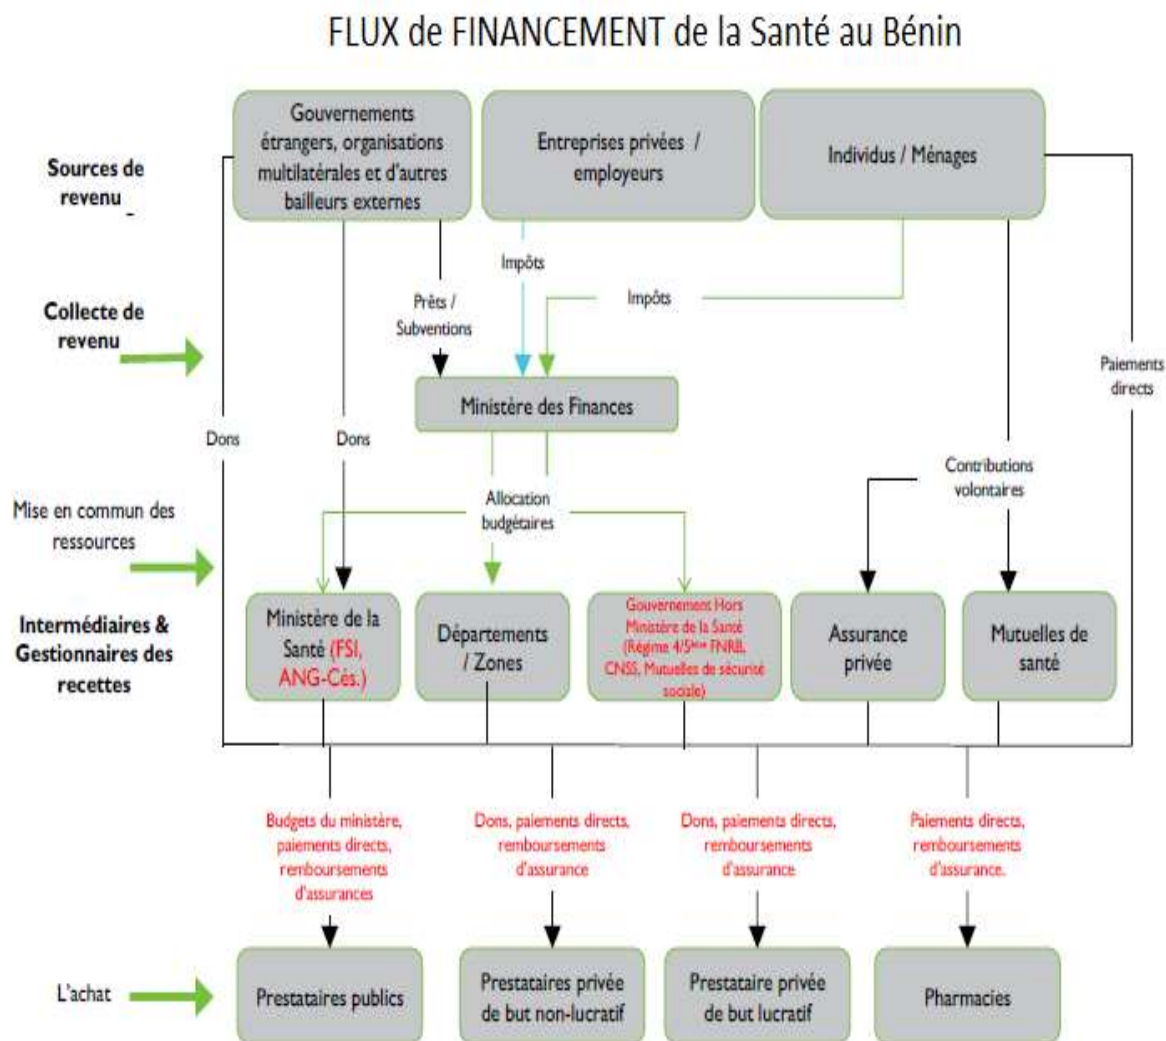 FLUX de FINANCEMENT de la Santé au Bénin
Gouvernements
étrangers, organisations
multilatérales et d'autres
bailleurs externes
Entreprises privées /
employeurs
Individus / Ménages
Sources de
revenu
-
Impôts
Impôts
Prêts /
Subventions
Collecte de
revenu
Paiements
directs
Ministère des Finances
Dons
Dons
Contributions
volontaires
Allocation
budgétaires
Mise en commun des
ressources
Intermédiaires &
Gestionnaires des
recettes
Ministère de la
Santé (FSI,
ANG-Cés.)
Départements
/ Zones
Gouvernement Hors
Ministère de la Santé
(Régime 4/5ème FNRB,
CNSS, Mutuelles de sécurité
sociale)
Assurance
privée
Mutuelles de
santé
Budgets du ministère,
paiements directs,
remboursements
d'assurances
Dons, paiements directs,
remboursements
d'assurance
Dons, paiements directs,
remboursements
d'assurance
Paiements directs,
remboursements
d'assurance.
L'achat
Prestataires publics
Prestataires privée
de but non-lucratif
Prestataire privée
de but lucratif
Pharmacies